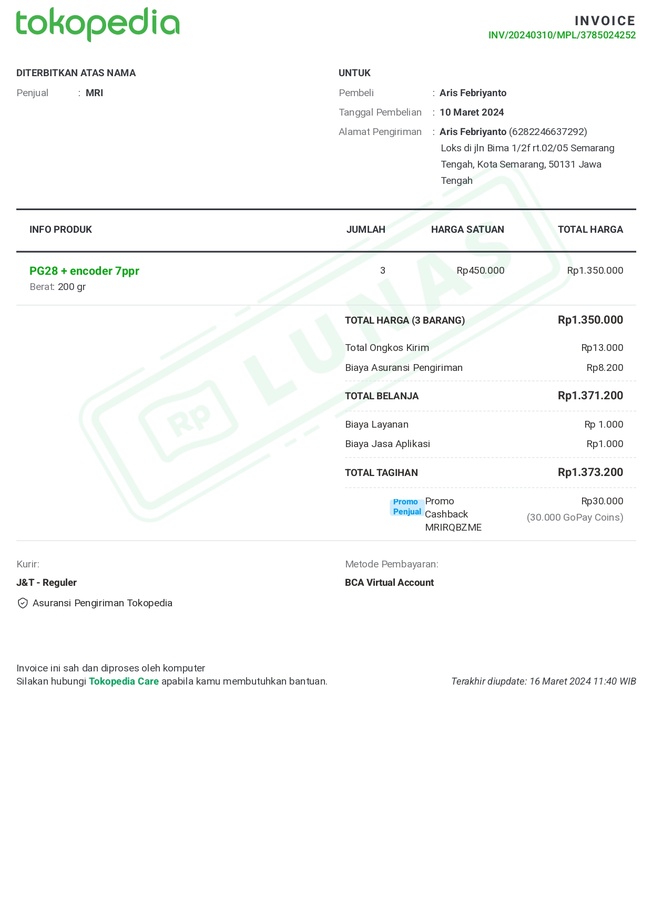 tokopedia
INVOICE
INV/20240310/MPL/3785024252
DITERBITKAN ATAS NAMA
Penjual : MRI
UNTUK
Pembeli : Aris Febriyanto
Tanggal Pembelian : 10 Maret 2024
Alamat Pengiriman : Aris Febriyanto (6282246637292)
Loks di jln Bima 1/2f rt.02/05 Semarang
Tengah, Kota Semarang, 50131 Jawa
Tengah
INFO PRODUK JUMLAH HARGA SATUAN TOTAL HARGA
PG28 + encoder 7ppr 3 Rp450.000 Rp1.350.000
Berat: 200 gr
LUNAS
Rp
TOTAL HARGA (3 BARANG) Rp1.350.000
Total Ongkos Kirim Rp13.000
Biaya Asuransi Pengiriman Rp8.200
TOTAL BELANJA Rp1.371.200
Biaya Layanan Rp 1.000
Biaya Jasa Aplikasi Rp1.000
TOTAL TAGIHAN Rp1.373.200
Promo Penjual
Promo Rp30.000
Cashback (30.000 GoPay Coins)
MRIRQBZME
Kurir:
J&T - Reguler
Asuransi Pengiriman Tokopedia
Metode Pembayaran:
BCA Virtual Account
Invoice ini sah dan diproses oleh komputer
Silakan hubungi Tokopedia Care apabila kamu membutuhkan bantuan.
Terakhir diupdate: 16 Maret 2024 11:40 WIB